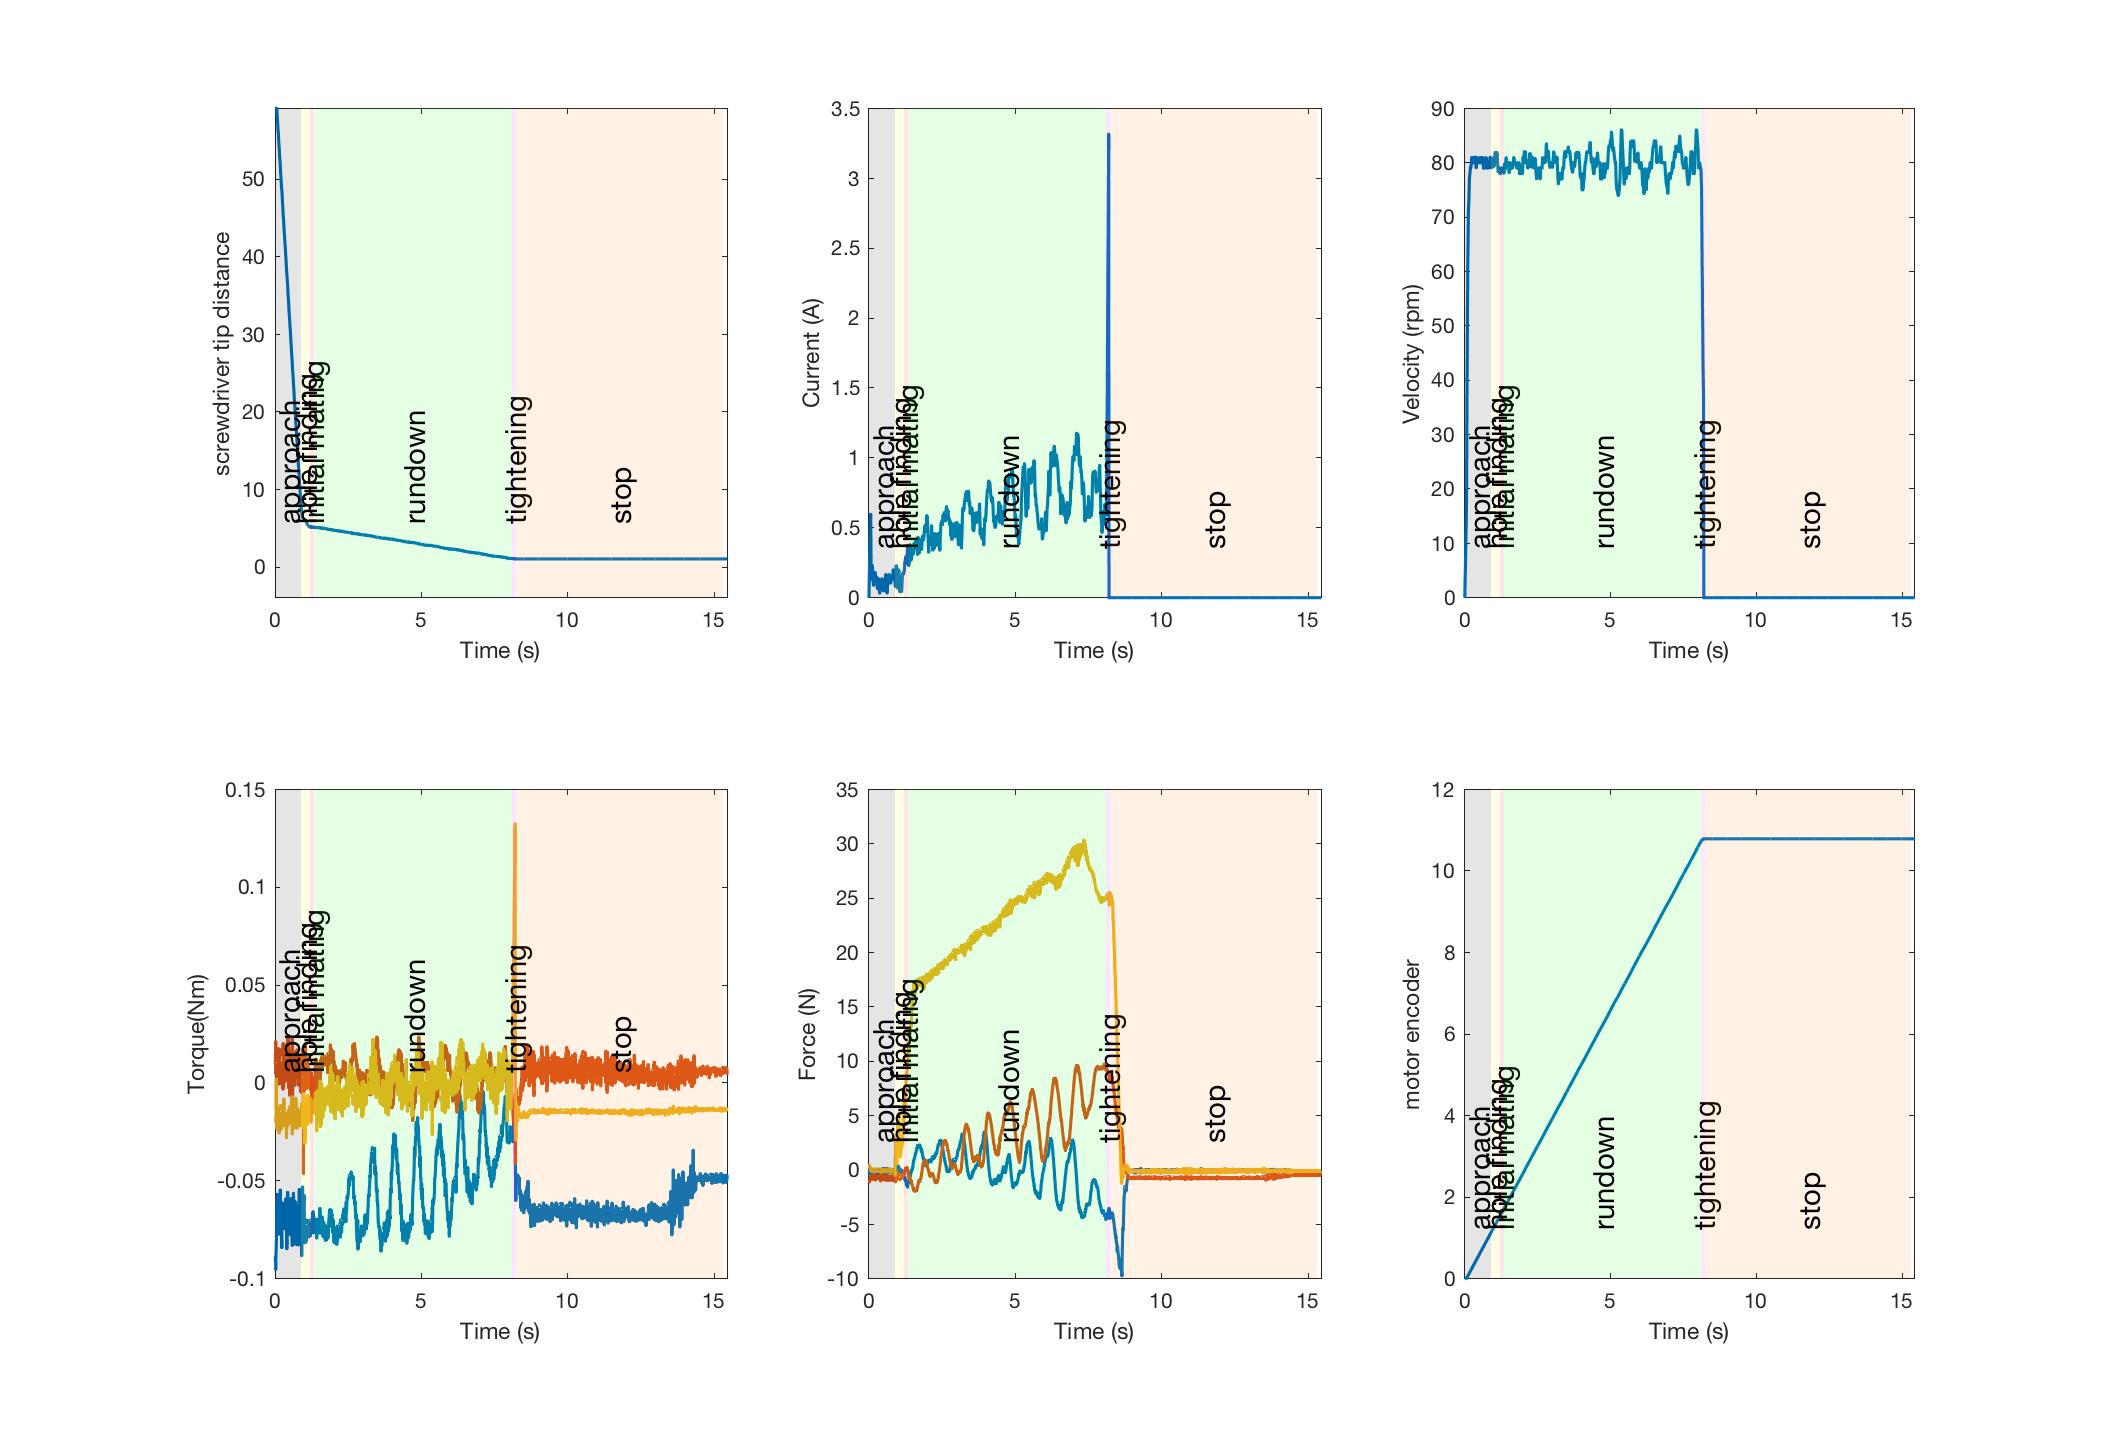 screwdriver tip distance
50
40
30
20
10
0
approach
hole finding
initial mating
rundown
tightening
stop
0 5 10 15
Time (s)
Current (A)
3.5
3
2.5
2
1.5
1
0.5
0
approach
hole finding
initial mating
rundown
tightening
stop
0 5 10 15
Time (s)
Velocity (rpm)
90
80
70
60
50
40
30
20
10
0
approach
hole finding
initial mating
rundown
tightening
stop
0 5 10 15
Time (s)
Torque(Nm)
0.15
0.1
0.05
0
-0.05
-0.1
approach
hole finding
initial mating
rundown
tightening
stop
0 5 10 15
Time (s)
Force (N)
35
30
25
20
15
10
5
0
-5
-10
approach
hole finding
initial mating
rundown
tightening
stop
0 5 10 15
Time (s)
motor encoder
12
10
8
6
4
2
0
approach
hole finding
initial mating
rundown
tightening
stop
0 5 10 15
Time (s)